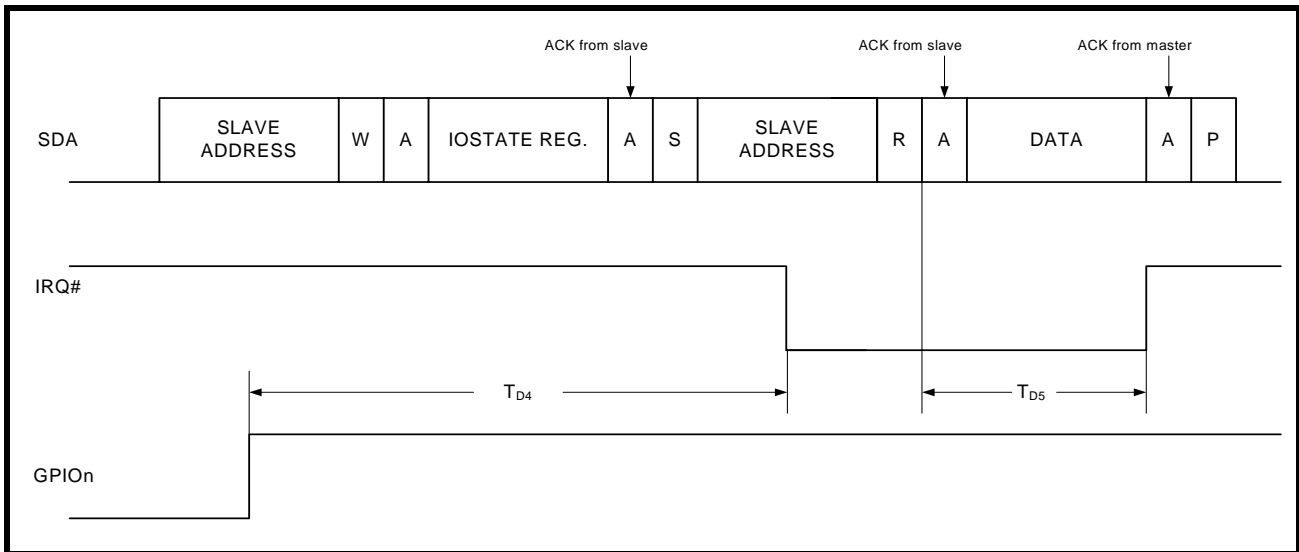 ACK from slave
ACK from slave
ACK from master
SDA
SLAVE
ADDRESS
W
A
IOSTATE REG.
A
S
SLAVE
ADDRESS
R
A
DATA
A
P
IRQ#
TD4
TD5
GPIOn